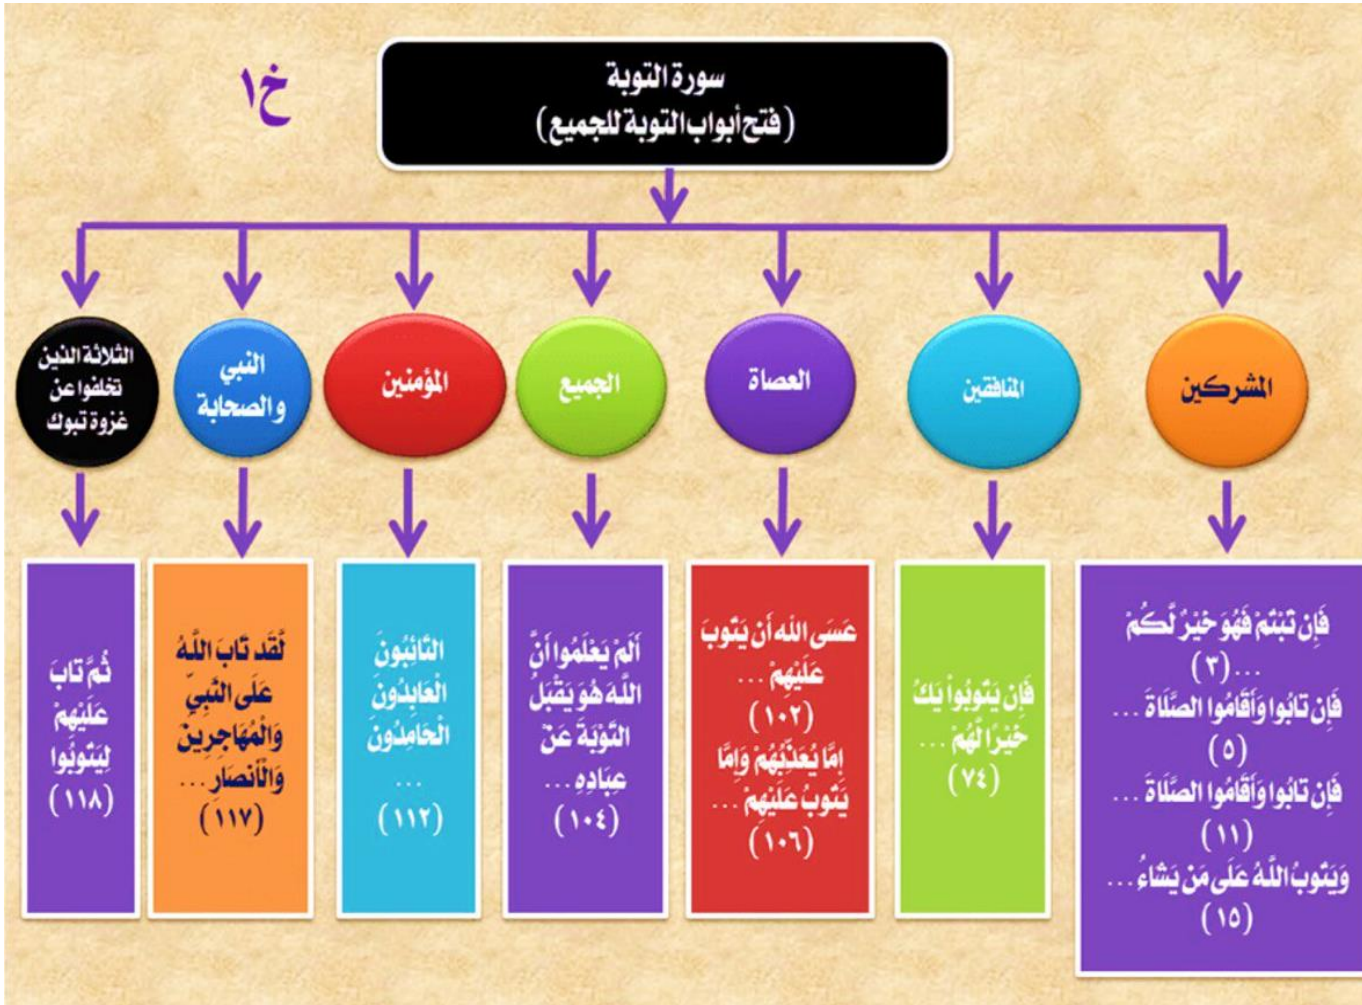 سورة التوبة
(فتح أبواب التوبة للجميع)
خ١
المشركين
المنافقين
العصاة
الجميع
المؤمنين
النبي
والصحابة
الثلاثة الذين
تخلفوا عن
غزوة تبوك
فَإِن تُبْتُمْ فَهُوَ خَيْرٌ لَّكُمْ
...(٣)
فَإِن تَابُوا وَأَقَامُوا الصَّلَاةَ ...
(٥)
فَإِن تَابُوا وَأَقَامُوا الصَّلَاةَ ...
(١١)
وَيَتُوبُ اللَّهُ عَلَى مَن يَشَاءُ ...
(١٥)
فَإِن يَتُوبُواْ يَكُ
خَيْرًا لَّهُمْ ...
(٧٤)
عَسَى اللهُ أَن يَتُوبَ
عَلَيْهِمْ ...
(١٠٢)
إِمَّا يُعَذِّبُهُمْ وَإِمَّا
يَتُوبُ عَلَيْهِمْ ...
(١٠٦)
أَلَمْ يَعْلَمُوا أَنَّ
اللَّهَ هُوَ يَقْبَلُ
التَّوْبَةَ عَنْ
عِبَادِهِ ...
(١٠٤)
التَّائِبُونَ
الْعَابِدُونَ
الْحَامِدُونَ
...
(١١٢)
لَّقَد تَّابَ اللَّهُ
عَلَى النَّبِيِّ
وَالْمُهَاجِرِينَ
وَالْأَنصَارِ ...
(١١٧)
ثُمَّ تَابَ
عَلَيْهِمْ
لِيَتُوبُوا
(١١٨)